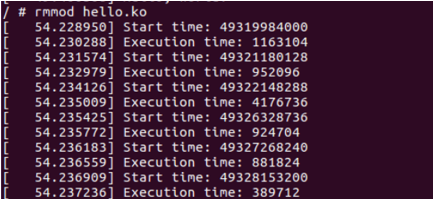 / # rmmod hello.ko
[   54.228950] Start time: 49319984000
[   54.230288] Execution time: 1163104
[   54.231574] Start time: 49321180128
[   54.232979] Execution time: 952096
[   54.234126] Start time: 49322148288
[   54.235009] Execution time: 4176736
[   54.235425] Start time: 49326328736
[   54.235772] Execution time: 924704
[   54.236183] Start time: 49327268240
[   54.236559] Execution time: 881824
[   54.236909] Start time: 49328153200
[   54.237236] Execution time: 389712